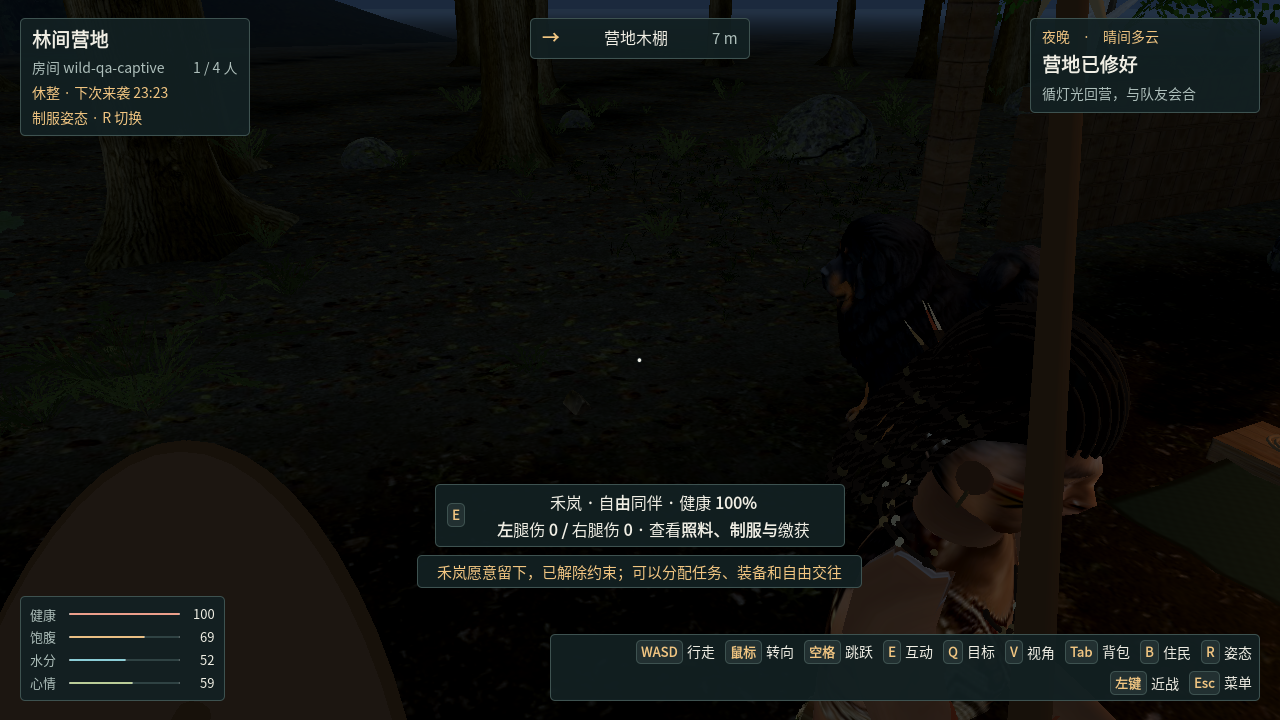 林间营地
房间 wild-qa-captive 1 / 4 人
休整 · 下次来袭 23:23
制服姿态 · R 切换
→ 营地木棚 7 m
夜晚 · 晴间多云
营地已修好
循灯光回营，与队友会合
E 禾岚 · 自由同伴 · 健康 100%
左腿伤 0 / 右腿伤 0 · 查看照料、制服与缴获
禾岚愿意留下，已解除约束；可以分配任务、装备和自由交往
健康 100
饱腹 69
水分 52
心情 59
WASD 行走 鼠标 转向 空格 跳跃 E 互动 Q 目标 V 视角 Tab 背包 B 住民 R 姿态
左键 近战 Esc 菜单